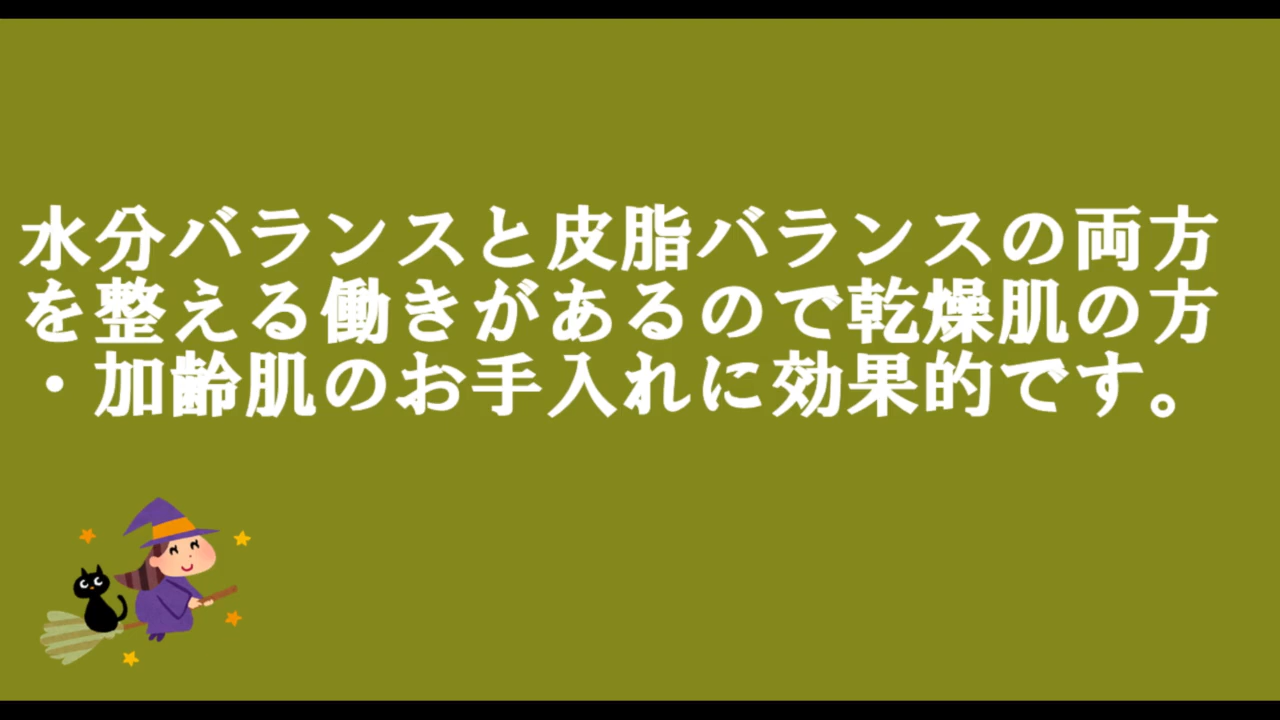 水分バランスと皮脂バランスの両方
を整える働きがあるので乾燥肌の方
・加齢肌のお手入れに効果的です。